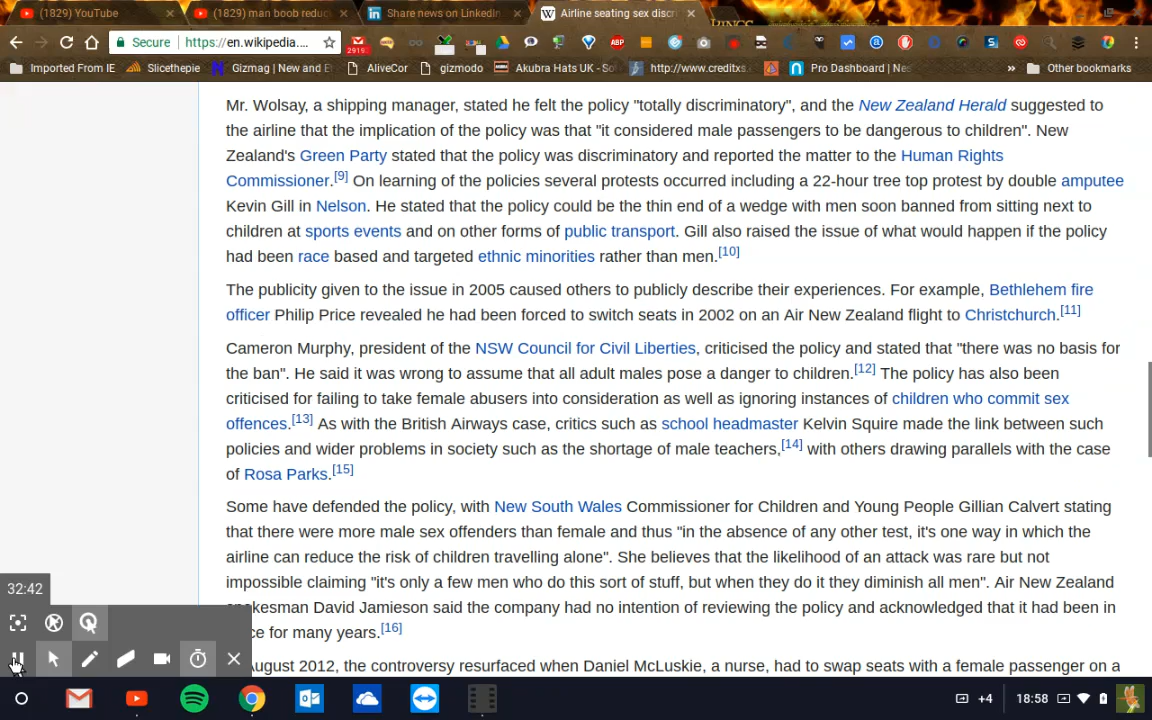 (1829) YouTube
(1829) man boob redu
Share news on Linkedin
Airline seating sex discri
Secure
https://en.wikipedia....
2919
ABP
Imported From IE
Slicethepie
Gizmag | New and E
AliveCor
gizmodo
Akubra Hats UK - So
http://www.creditxs.
Pro Dashboard | Ne
»
Other bookmarks
Mr. Wolsay, a shipping manager, stated he felt the policy "totally discriminatory", and the New Zealand Herald suggested to
the airline that the implication of the policy was that "it considered male passengers to be dangerous to children". New
Zealand's Green Party stated that the policy was discriminatory and reported the matter to the Human Rights
Commissioner.[9] On learning of the policies several protests occurred including a 22-hour tree top protest by double amputee
Kevin Gill in Nelson. He stated that the policy could be the thin end of a wedge with men soon banned from sitting next to
children at sports events and on other forms of public transport. Gill also raised the issue of what would happen if the policy
had been race based and targeted ethnic minorities rather than men.[10]
The publicity given to the issue in 2005 caused others to publicly describe their experiences. For example, Bethlehem fire
officer Philip Price revealed he had been forced to switch seats in 2002 on an Air New Zealand flight to Christchurch.[11]
Cameron Murphy, president of the NSW Council for Civil Liberties, criticised the policy and stated that "there was no basis for
the ban". He said it was wrong to assume that all adult males pose a danger to children.[12] The policy has also been
criticised for failing to take female abusers into consideration as well as ignoring instances of children who commit sex
offences.[13] As with the British Airways case, critics such as school headmaster Kelvin Squire made the link between such
policies and wider problems in society such as the shortage of male teachers,[14] with others drawing parallels with the case
of Rosa Parks.[15]
Some have defended the policy, with New South Wales Commissioner for Children and Young People Gillian Calvert stating
that there were more male sex offenders than female and thus "in the absence of any other test, it's one way in which the
airline can reduce the risk of children travelling alone". She believes that the likelihood of an attack was rare but not
impossible claiming "it's only a few men who do this sort of stuff, but when they do it they diminish all men". Air New Zealand
okesman David Jamieson said the company had no intention of reviewing the policy and acknowledged that it had been in
ce for many years.[16]
August 2012, the controversy resurfaced when Daniel McLuskie, a nurse, had to swap seats with a female passenger on a
32:42
+4
18:58